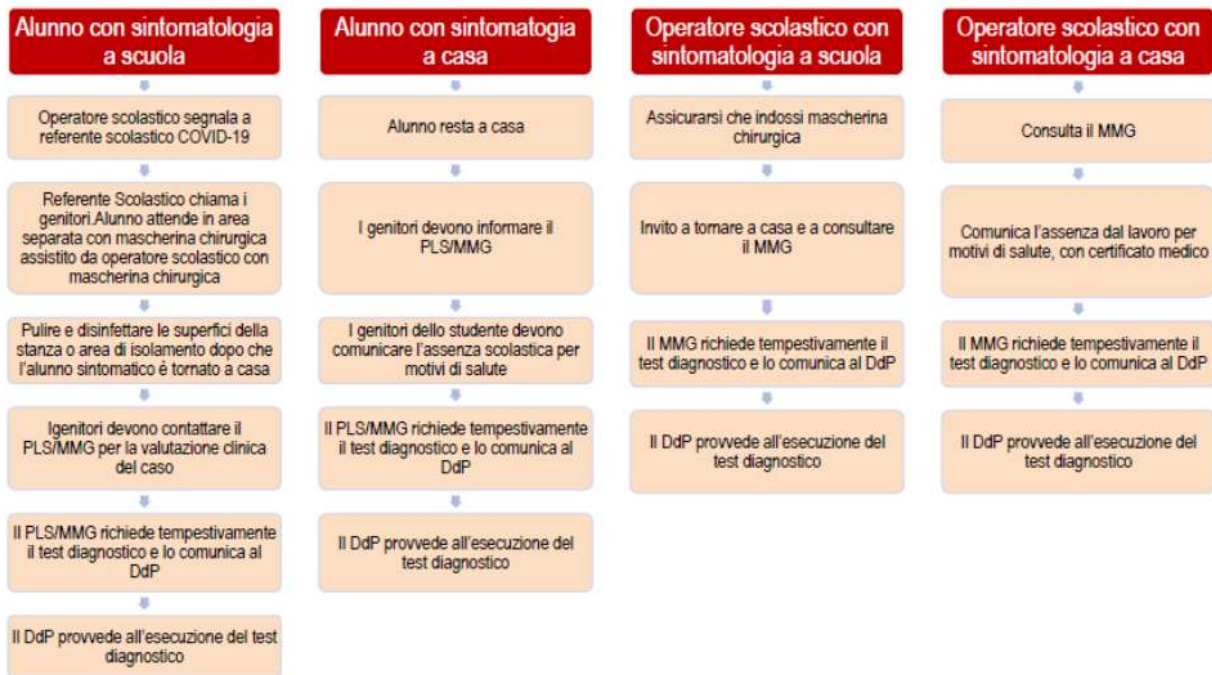 Alunno con sintomatologia
a scuola
Operatore scolastico segnala a
referente scolastico COVID-19
Referente Scolastico chiama i
genitori.Alunno attende in area
separata con mascherina chirurgica
assistito da operatore scolastico con
mascherina chirurgica
Pulire e disinfettare le superfici della
stanza o area di isolamento dopo che
l'alunno sintomatico è tornato a casa
Igenitori devono contattare il
PLS/MMG per la valutazione clinica
del caso
Il PLS/MMG richiede tempestivamente
il test diagnostico e lo comunica al
DdP
Il DdP provvede all'esecuzione del test
diagnostico
Alunno con sintomatogia
a casa
Alunno resta a casa
I genitori devono informare il
PLS/MMG
I genitori dello studente devono
comunicare l'assenza scolastica per
motivi di salute
Il PLS/MMG richiede tempestivamente
il test diagnostico e lo comunica al
DdP
Il DdP provvede all'esecuzione del
test diagnostico
Operatore scolastico con
sintomatologia a scuola
Assicurarsi che indossi mascherina
chirurgica
Invito a tornare a casa e a consultare
il MMG
Il MMG richiede tempestivamente il
test diagnostico e lo comunica al DdP
Il DdP provvede all'esecuzione del
test diagnostico
Operatore scolastico con
sintomatologia a casa
Consulta il MMG
Comunica l'assenza dal lavoro per
motivi di salute, con certificato medico
Il MMG richiede tempestivamente il
test diagnostico e lo comunica al DdP
Il DdP provvede all'esecuzione del
test diagnostico